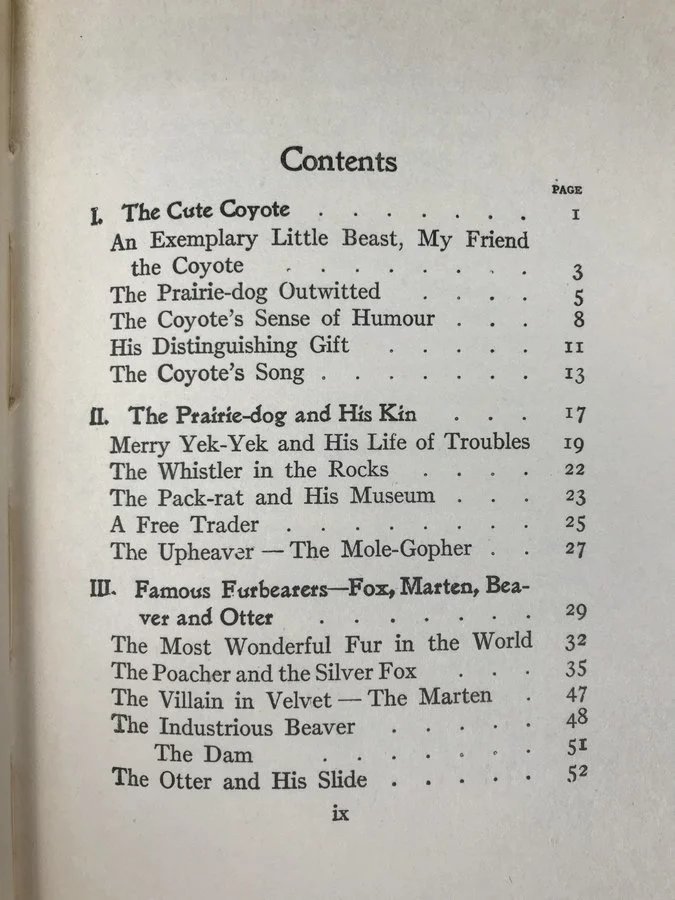 Contents
PAGE
I. The Cute Coyote . . . . . . . 1
An Exemplary Little Beast, My Friend
the Coyote . . . . . . . . 3
The Prairie-dog Outwitted . . . . 5
The Coyote's Sense of Humour . . . 8
His Distinguishing Gift . . . . . 11
The Coyote's Song . . . . . . . 13
II. The Prairie-dog and His Kin . . . 17
Merry Yek-Yek and His Life of Troubles 19
The Whistler in the Rocks . . . . 22
The Pack-rat and His Museum . . . 23
A Free Trader . . . . . . . . 25
The Upheaver — The Mole-Gopher . . 27
III. Famous Furbearers—Fox, Marten, Bea-
ver and Otter . . . . . . . 29
The Most Wonderful Fur in the World 32
The Poacher and the Silver Fox . . . 35
The Villain in Velvet — The Marten . 47
The Industrious Beaver . . . . . 48
The Dam . . . . . . . 51
The Otter and His Slide . . . . . 52
ix